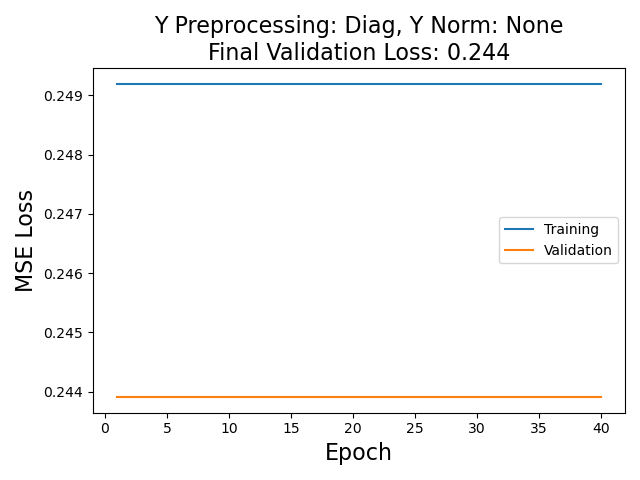 Y Preprocessing: Diag, Y Norm: None
Final Validation Loss: 0.244
0.249
0.248
0.247
0.246
0.245
0.244
MSE Loss
Training
Validation
0 5 10 15 20 25 30 35 40
Epoch